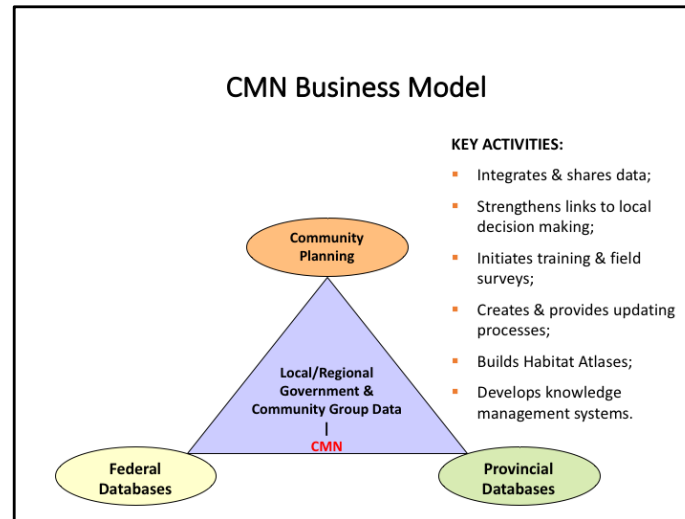 CMN Business Model
KEY ACTIVITIES:
▪ Integrates & shares data;
▪ Strengthens links to local
decision making;
▪ Initiates training & field
surveys;
▪ Creates & provides updating
processes;
▪ Builds Habitat Atlases;
▪ Develops knowledge
management systems.
Community
Planning
Local/Regional
Government &
Community Group Data
|
CMN
Federal
Databases
Provincial
Databases